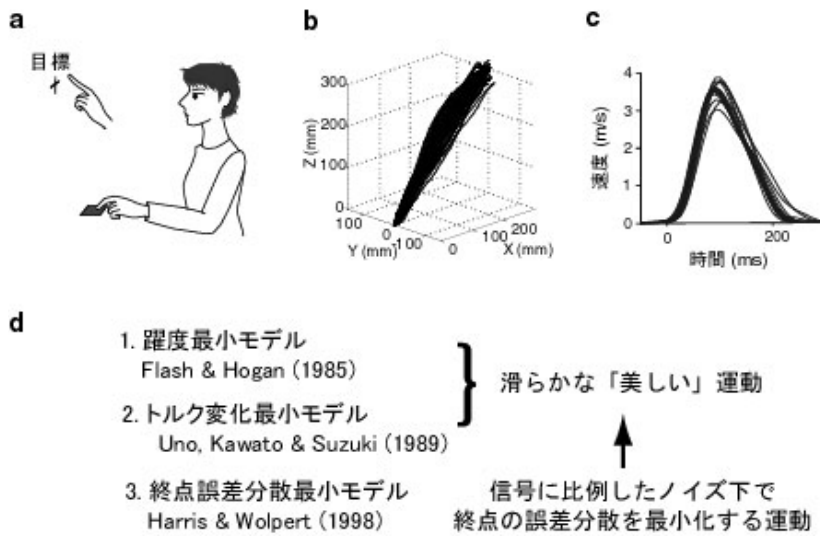 a
目標
b
300
200
100
0
Z (mm)
100
0
-100
Y (mm)
0
100
200
X (mm)
c
4
3
2
1
0
速度 (m/s)
0
200
時間 (ms)
d
1. 躍度最小モデル
Flash & Hogan (1985)
2. トルク変化最小モデル
Uno, Kawato & Suzuki (1989)
3. 終点誤差分散最小モデル
Harris & Wolpert (1998)
滑らかな「美しい」運動
信号に比例したノイズ下で
終点の誤差分散を最小化する運動